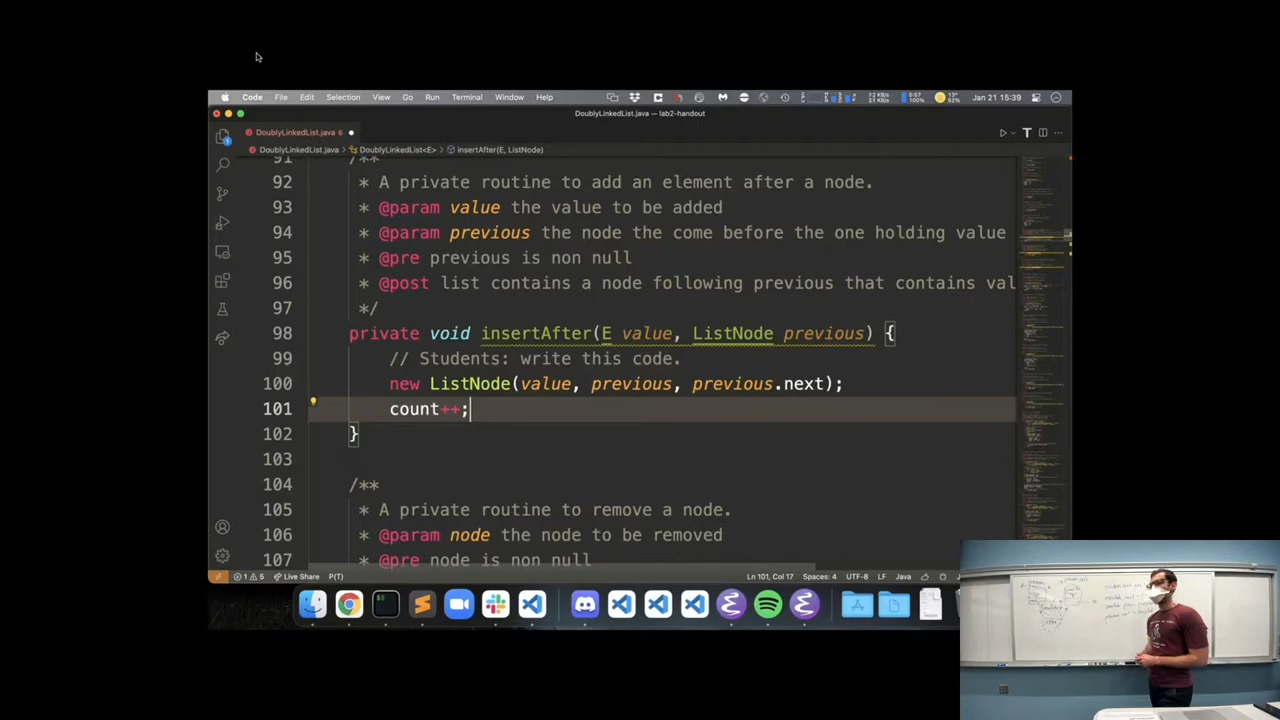 Code File Edit Selection View Go Run Terminal Window Help Jan 21 15:39
DoublyLinkedList.java — lab2-handout
DoublyLinkedList.java 6
DoublyLinkedList.java DoublyLinkedList<E> insertAfter(E, ListNode)
91 /**
92 * A private routine to add an element after a node.
93 * @param value the value to be added
94 * @param previous the node the come before the one holding value
95 * @pre previous is non null
96 * @post list contains a node following previous that contains val
97 */
98 private void insertAfter(E value, ListNode previous) {
99 // Students: write this code.
100 new ListNode(value, previous, previous.next);
101 count++;
102 }
103
104 /**
105 * A private routine to remove a node.
106 * @param node the node to be removed
107 * @pre node is non null
1 5 Live Share P(T) Ln 101, Col 17 Spaces: 4 UTF-8 LF Java